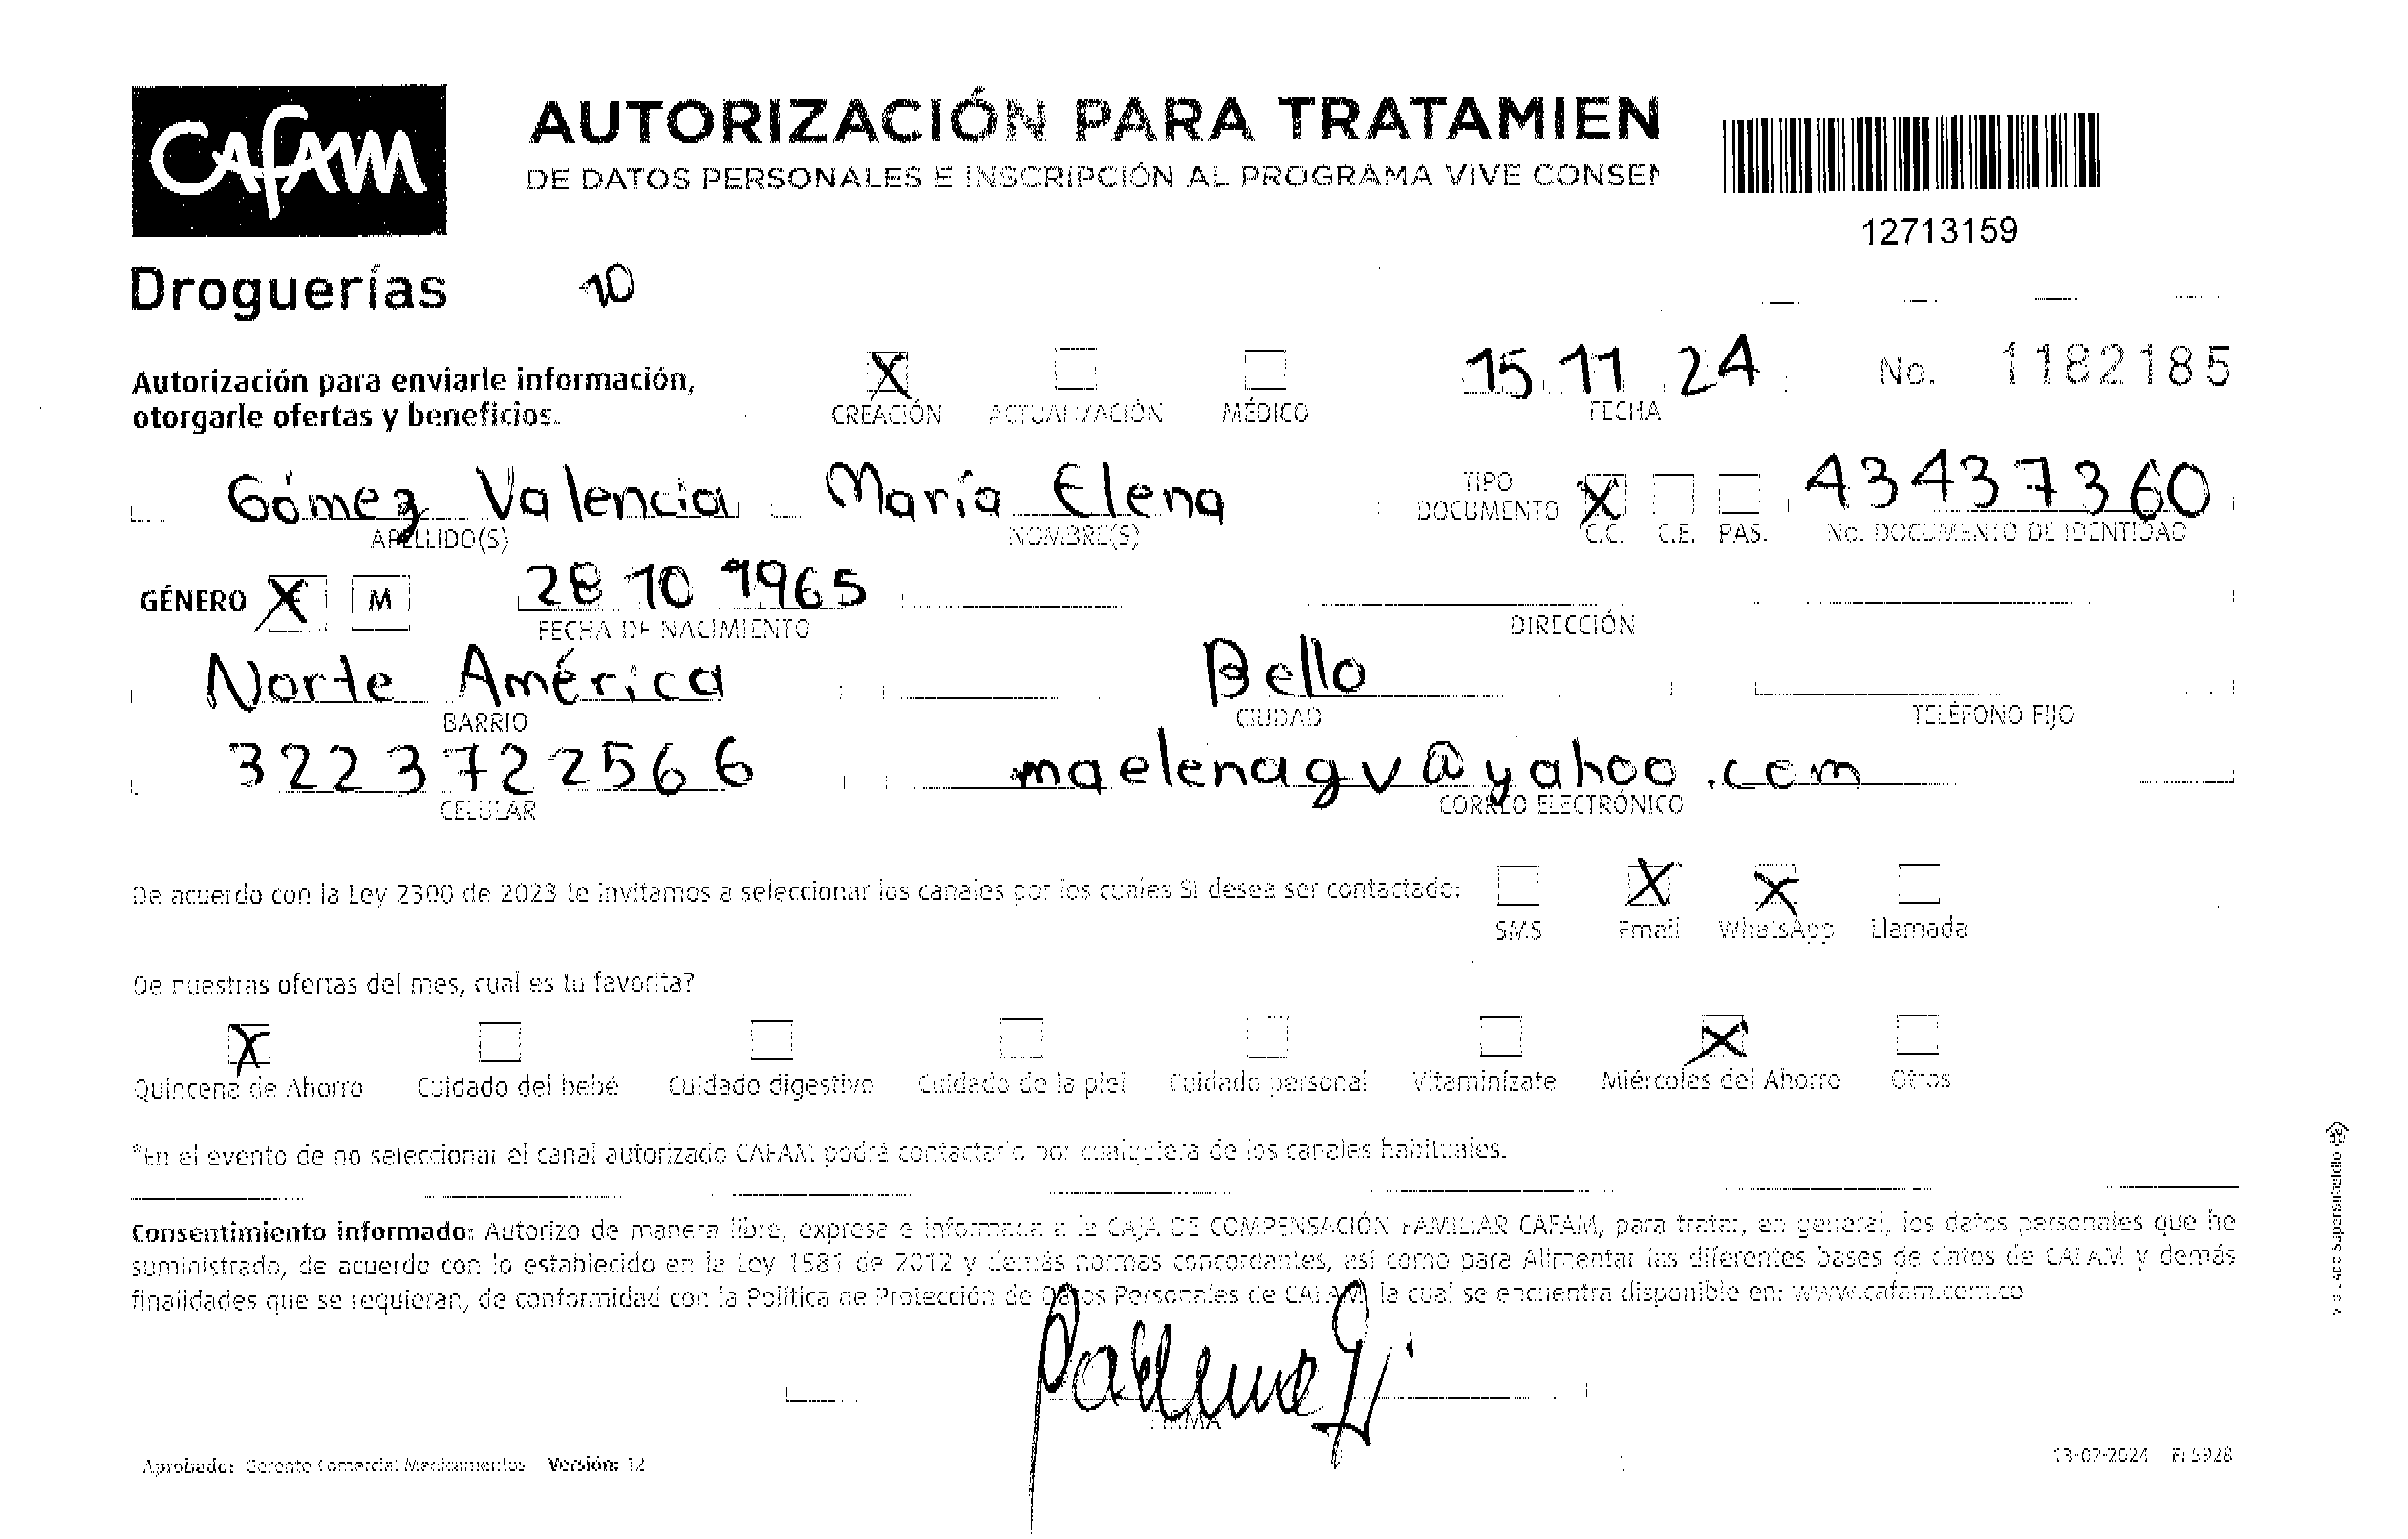 CAFAM
AUTORIZACIÓN PARA TRATAMIEN
DE DATOS PERSONALES E INSCRIPCIÓN AL PROGRAMA VIVE CONSEN
12713159
Droguerías 10
Autorización para enviarle información,
otorgarle ofertas y beneficios.
X CREACIÓN ACTUALIZACIÓN MÉDICO
15 11 24 FECHA
No. 1182185
Gómez Valencia María Elena
APELLIDO(S) NOMBRE(S)
TIPO DOCUMENTO X C.C. C.E. PAS.
43437360
No. DOCUMENTO DE IDENTIDAD
GÉNERO X M 28 10 1965
FECHA DE NACIMIENTO DIRECCIÓN
Norte América Bello
BARRIO CIUDAD TELÉFONO FIJO
3223722566 maelenagv@yahoo.com
CELULAR CORREO ELECTRÓNICO
De acuerdo con la Ley 2300 de 2023 te invitamos a seleccionar los canales por los cuales SI desea ser contactado: X X
SMS Email WhatsApp Llamada
De nuestras ofertas del mes, cual es tu favorita?
X X
Quincena de Ahorro Cuidado del bebé Cuidado digestivo Cuidado de la piel Cuidado personal Vitaminízate Miércoles del Ahorro Otros
*En el evento de no seleccionar el canal autorizado CAFAM podrá contactarlo por cualquiera de los canales habituales.
Consentimiento informado: Autorizo de manera libre, expresa e informada a la CAJA DE COMPENSACIÓN FAMILIAR CAFAM, para tratar, en general, los datos personales que he
suministrado, de acuerdo con lo establecido en la Ley 1581 de 2012 y demás normas concordantes, así como para Alimentar las diferentes bases de datos de CAFAM y demás
finalidades que se requieran, de conformidad con la Política de Protección de Datos Personales de CAFAM la cual se encuentra disponible en: www.cafam.com.co
FIRMA
Aprobado: Gerente Comercial Medicamentos Versión: 12
13-02-2024 F: 5928